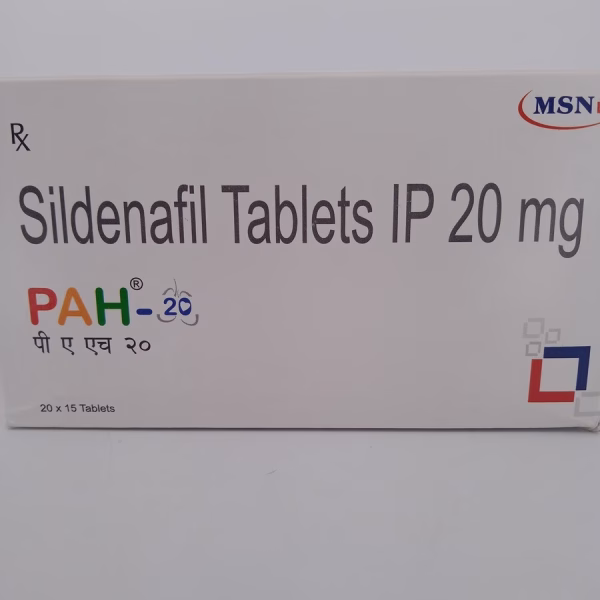 MSN
Rx
Sildenafil Tablets IP 20 mg
PAH®-20
पी ए एच २०
20 x 15 Tablets